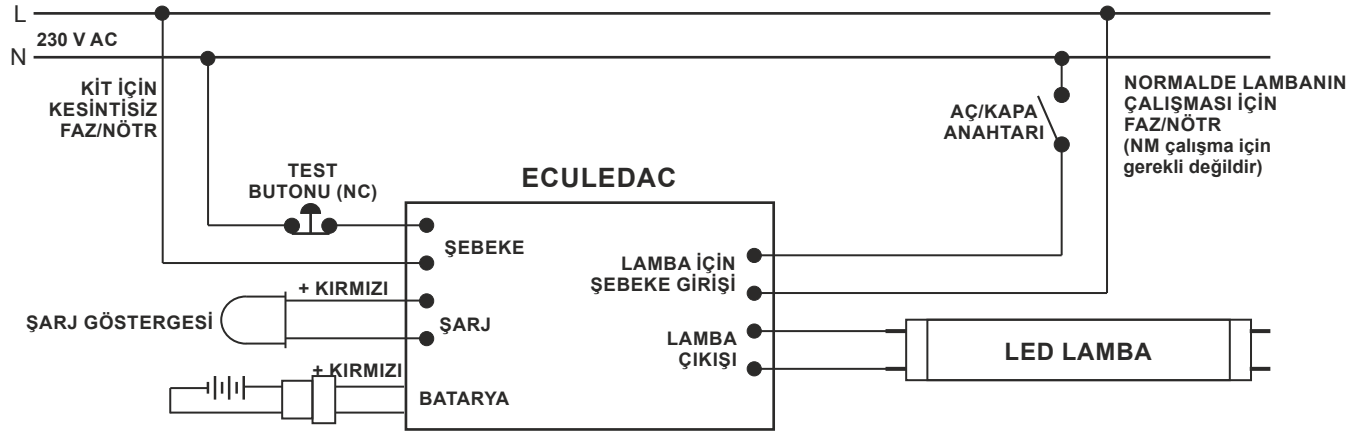 L
230 V AC
N
KİT İÇİN
KESİNTİSİZ
FAZ/NÖTR
TEST
BUTONU (NC)
ECULEDAC
AÇ/KAPA
ANAHTARI
NORMALDE LAMBANIN
ÇALIŞMASI İÇİN
FAZ/NÖTR
(NM çalışma için
gerekli değildir)
ŞEBEKE
LAMBA İÇİN
ŞEBEKE GİRİŞİ
+ KIRMIZI
ŞARJ GÖSTERGESİ
ŞARJ
LAMBA
ÇIKIŞI
LED LAMBA
+ KIRMIZI
BATARYA